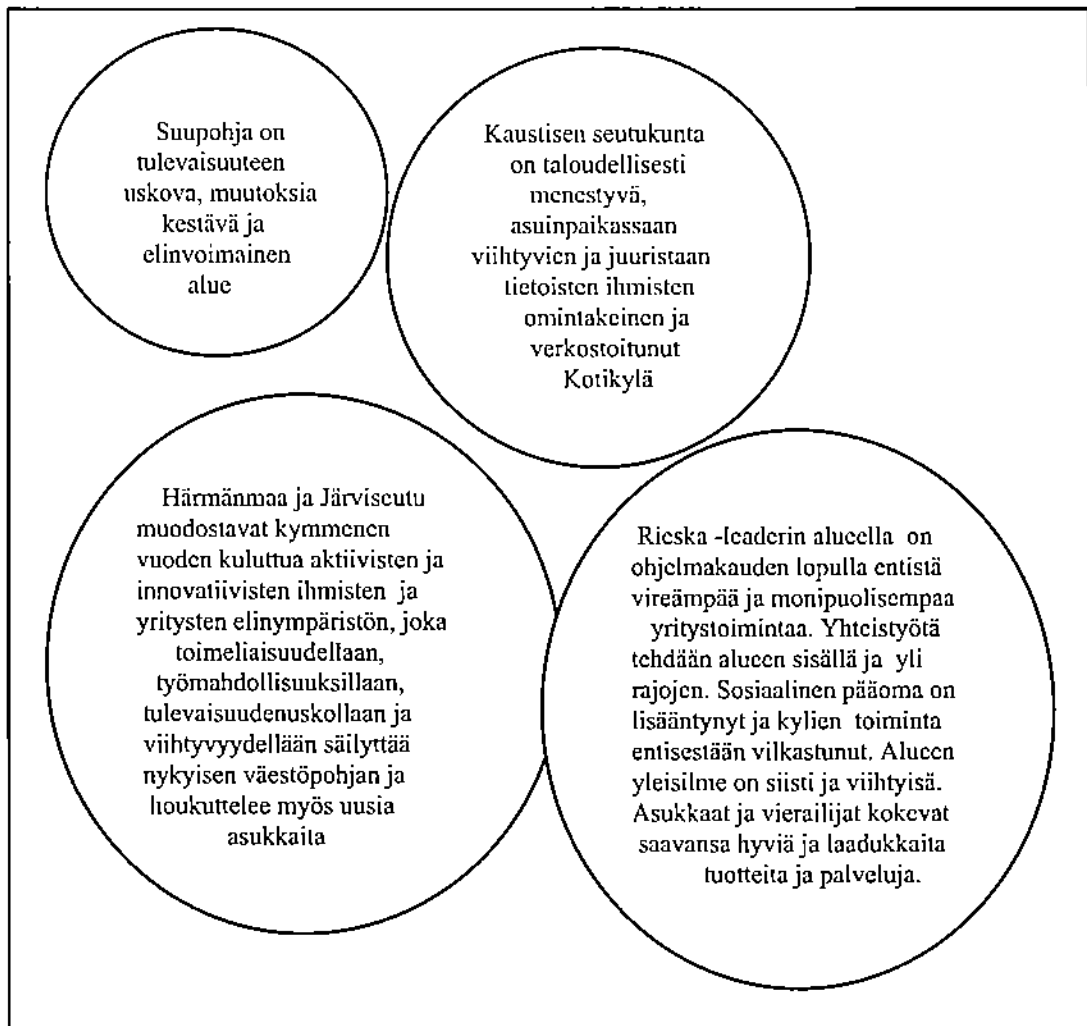 Suupohja on
tulevaisuuteen
uskova, muutoksia
kestävä ja
elinvoimainen
alue
Kaustisen seutukunta
on taloudellisesti
menestyvä,
asuinpaikassaan
viihtyvien ja juuristaan
tietoisten ihmisten
omintakeinen ja
verkostoitunut
Kotikylä
Härmänmaa ja Järviseutu
muodostavat kymmenen
vuoden kuluttua aktiivisten ja
innovatiivisten ihmisten ja
yritysten elinympäristön, joka
toimeliaisuudellaan,
työmahdollisuuksillaan,
tulevaisuudenuskollaan ja
viihtyvyydellään säilyttää
nykyisen väestöpohjan ja
houkuttelee myös uusia
asukkaita
Rieska -leaderin alueella on
ohjelmakauden lopulla entistä
vireämpää ja monipuolisempaa
yritystoimintaa. Yhteistyötä
tehdään alueen sisällä ja yli
rajojen. Sosiaalinen pääoma on
lisääntynyt ja kylien toiminta
entisestään vilkastunut. Alueen
yleisilme on siisti ja viihtyisä.
Asukkaat ja vierailijat kokevat
saavansa hyviä ja laadukkaita
tuotteita ja palveluja.